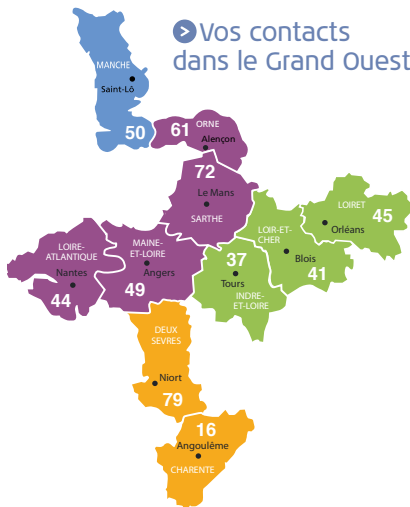 Vos contacts
dans le Grand Ouest
MANCHE
Saint-Lô
50
61
ORNE
Alençon
72
Le Mans
SARTHE
LOIRET
45
Orléans
LOIR-ET-
CHER
Blois
41
LOIRE-
ATLANTIQUE
Nantes
44
MAINE-
ET-LOIRE
Angers
49
37
Tours
INDRE-
ET-LOIRE
DEUX
SEVRES
Niort
79
16
Angoulême
CHARENTE